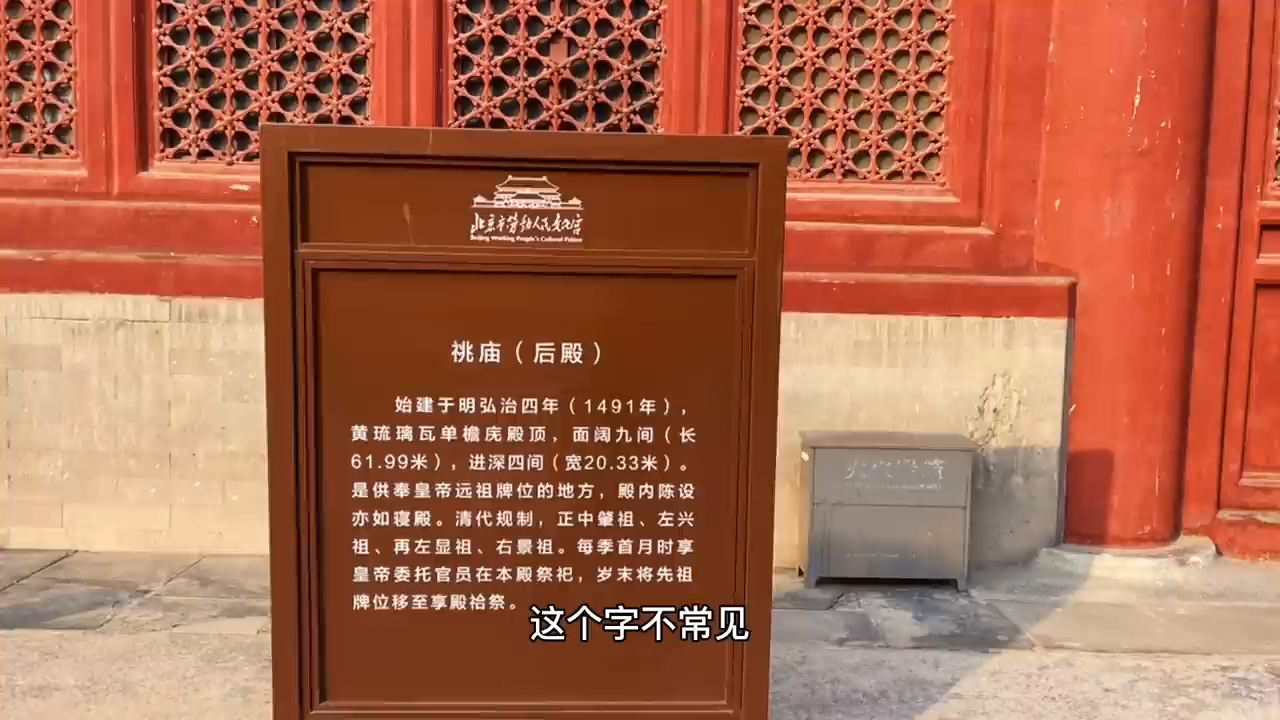 北京市劳动人民文化宫
Beijing Working People's Cultural Palace
祧庙（后殿）
始建于明弘治四年（1491年），
黄琉璃瓦单檐庑殿顶，面阔九间（长
61.99米），进深四间（宽20.33米）。
是供奉皇帝远祖牌位的地方，殿内陈设
亦如寝殿。清代规制，正中肇祖、左兴
祖、再左显祖、右景祖。每季首月时享
皇帝委托官员在本殿祭祀，岁末将先祖
牌位移至享殿祫祭。
这个字不常见